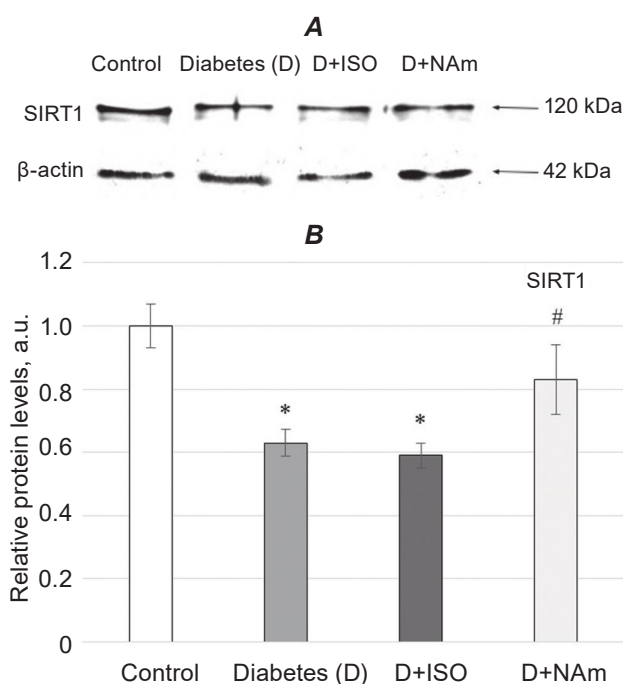 A
Control Diabetes (D) D+ISO D+NAm
SIRT1 120 kDa
β-actin 42 kDa
B
Relative protein levels, a.u.
1.2
1.0
0.8
0.6
0.4
0.2
0
SIRT1
#
* *
Control Diabetes (D) D+ISO D+NAm